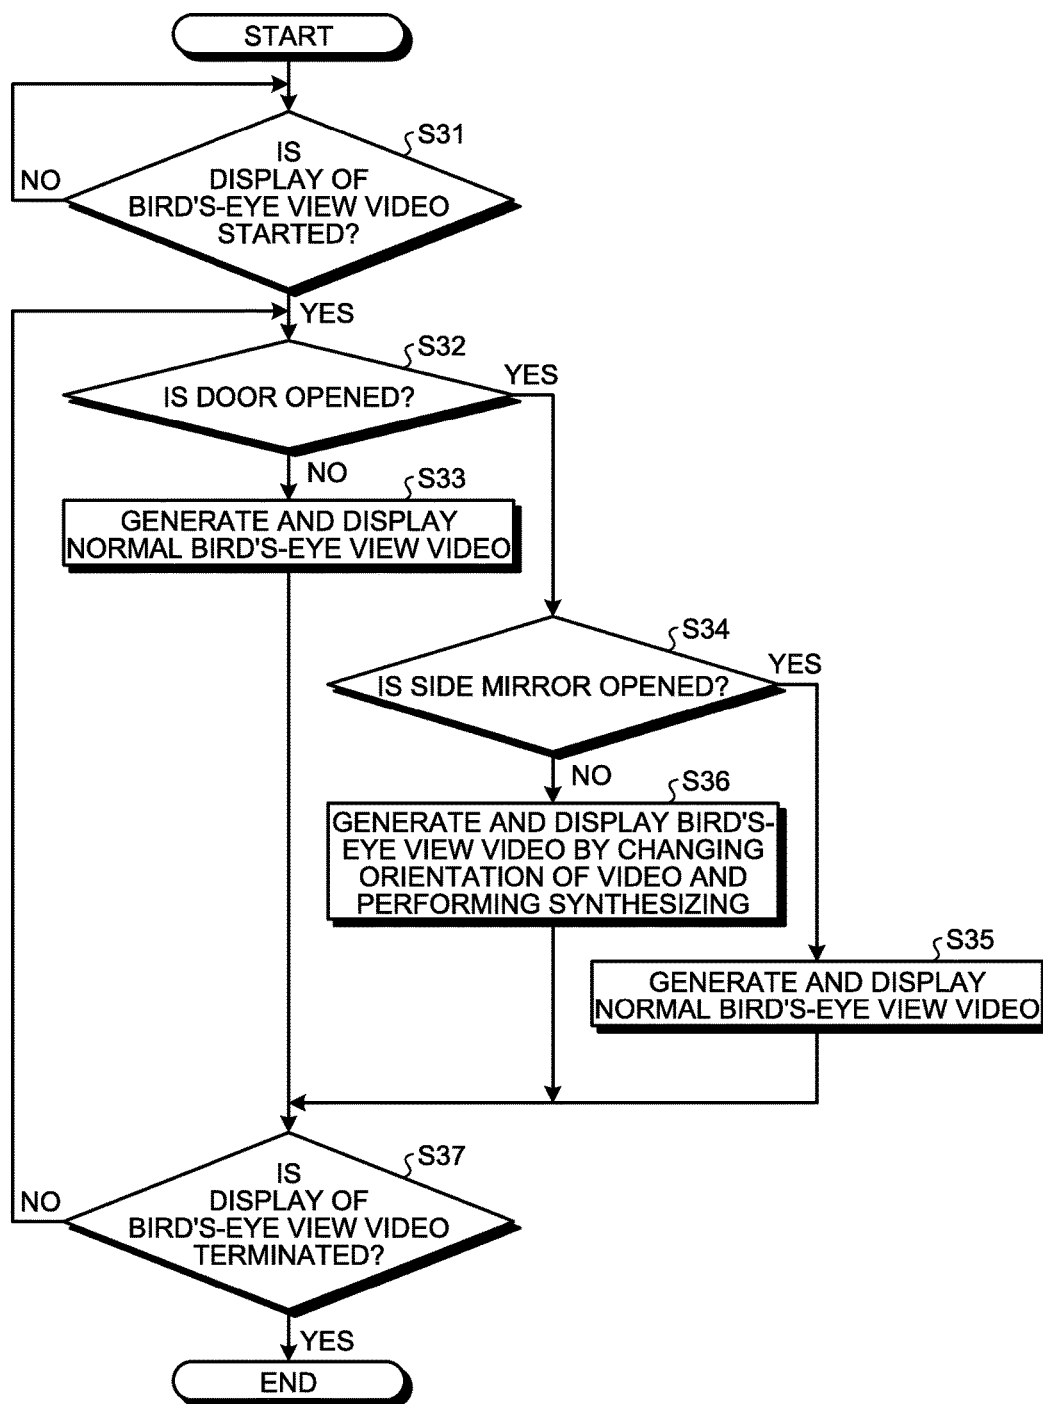 START
S31
IS
DISPLAY OF
BIRD'S-EYE VIEW VIDEO
STARTED?
NO
YES
S32
IS DOOR OPENED?
YES
NO
S33
GENERATE AND DISPLAY
NORMAL BIRD'S-EYE VIEW VIDEO
S34
IS SIDE MIRROR OPENED?
YES
NO
S36
GENERATE AND DISPLAY BIRD'S-
EYE VIEW VIDEO BY CHANGING
ORIENTATION OF VIDEO AND
PERFORMING SYNTHESIZING
S35
GENERATE AND DISPLAY
NORMAL BIRD'S-EYE VIEW VIDEO
S37
IS
DISPLAY OF
BIRD'S-EYE VIEW VIDEO
TERMINATED?
NO
YES
END